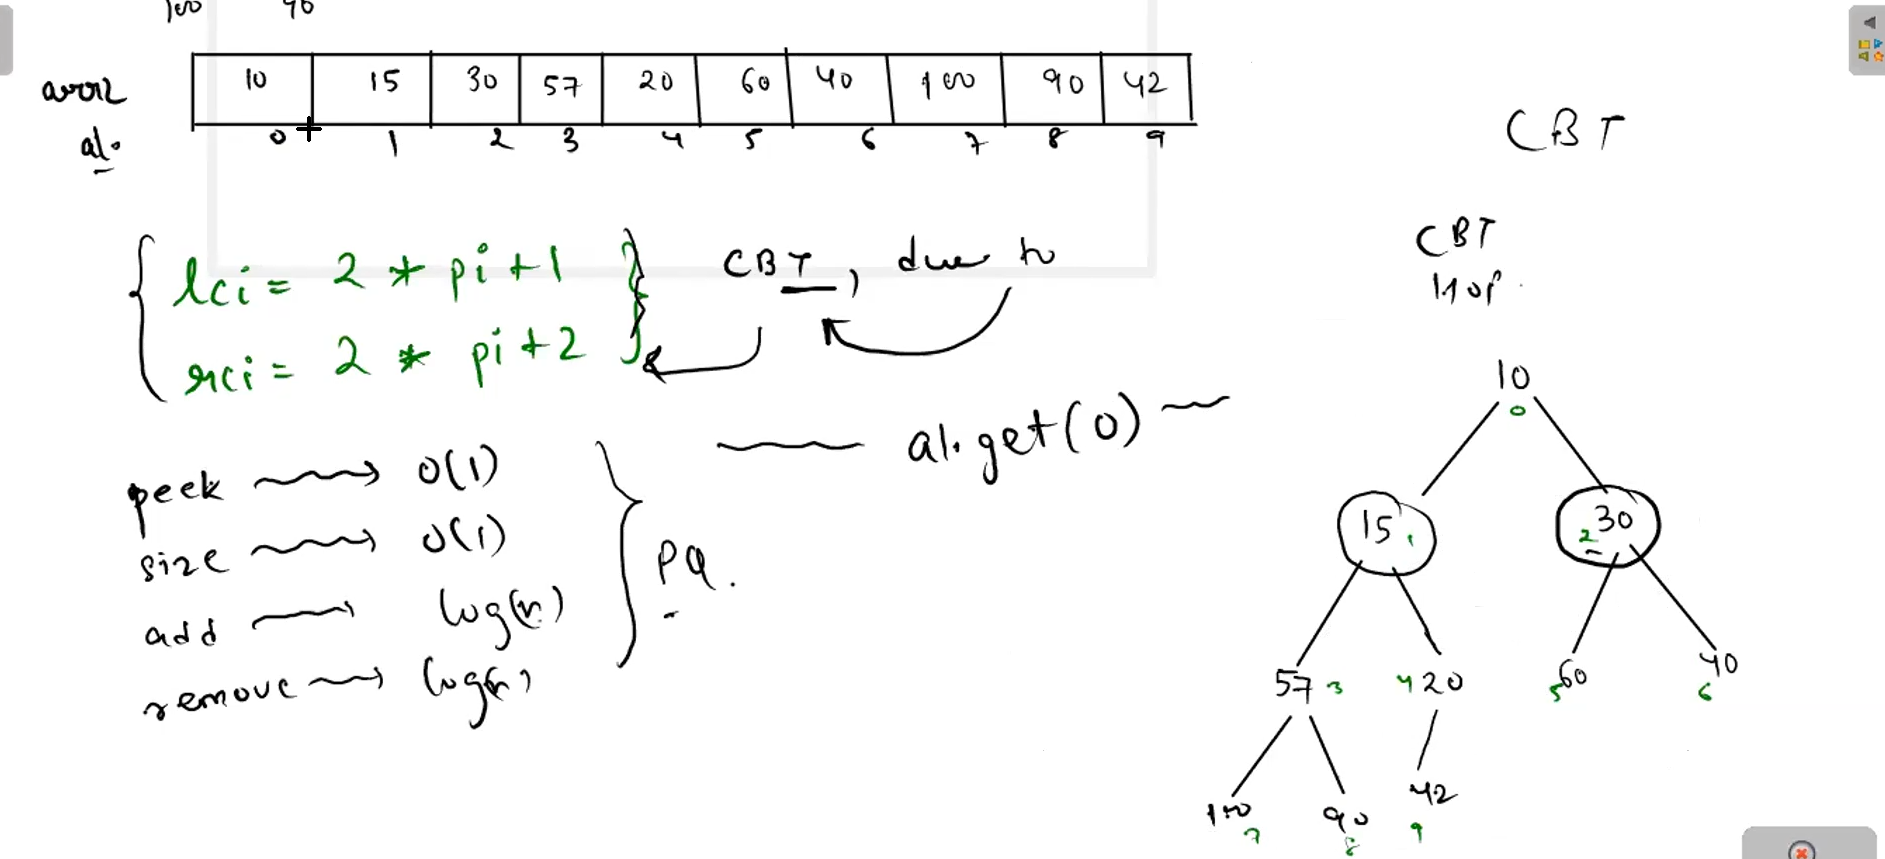 100 90
10 15 30 57 20 60 40 100 90 42
0 1 2 3 4 5 6 7 8 9
al.
CBT
lci = 2 * pi + 1
rci = 2 * pi + 2
CBT, due to
CBT
HOP
al.get(0)
peek O(1)
size O(1)
add log(n)
remove log(n)
PQ.
10
0
15 1
2 30
57 3
4 20
5 60
40
6
100
7
90
8
42
9